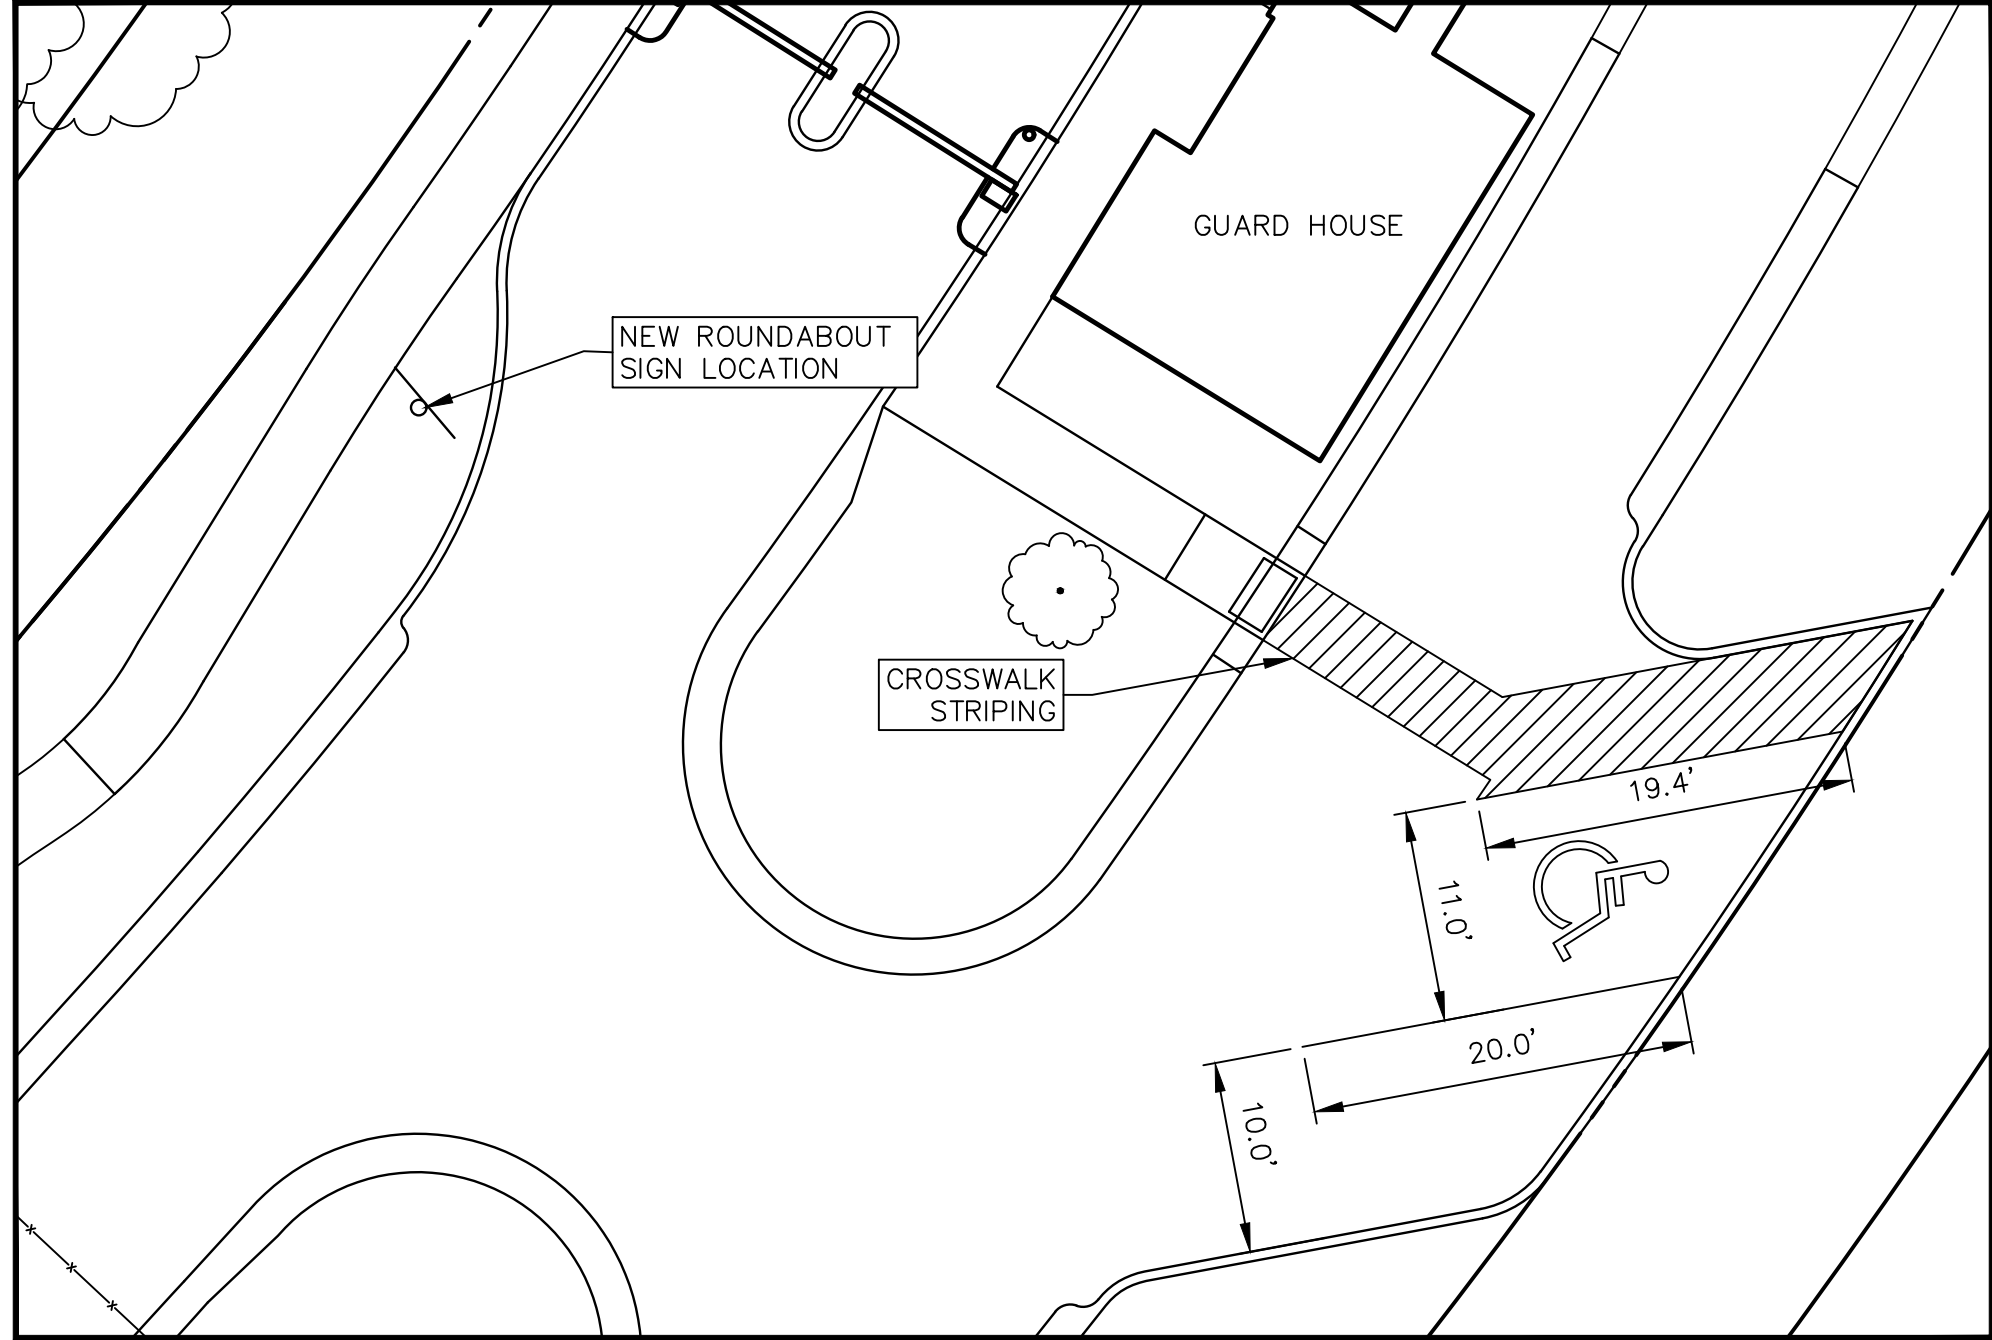 GUARD HOUSE
NEW ROUNDABOUT
SIGN LOCATION
CROSSWALK
STRIPING
19.4'
11.0'
20.0'
10.0'